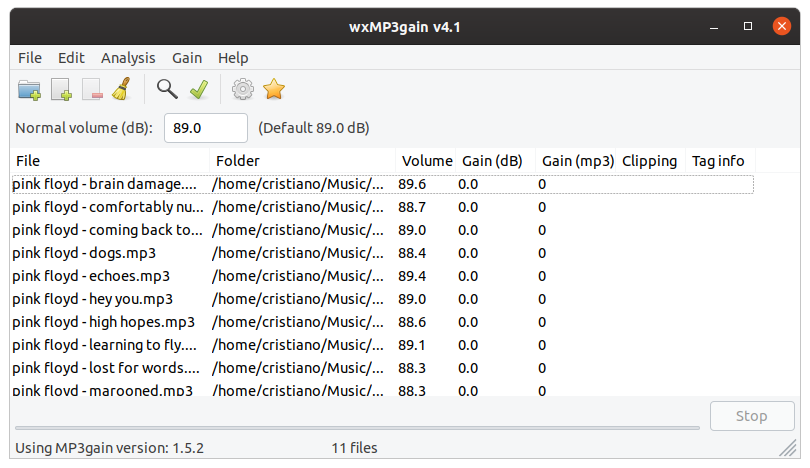 wxMP3gain v4.1
File Edit Analysis Gain Help
Normal volume (dB): 89.0 (Default 89.0 dB)
File Folder Volume Gain (dB) Gain (mp3) Clipping Tag info
pink floyd - brain damage.... /home/cristiano/Music/... 89.6 0.0 0
pink floyd - comfortably nu... /home/cristiano/Music/... 88.7 0.0 0
pink floyd - coming back to... /home/cristiano/Music/... 89.0 0.0 0
pink floyd - dogs.mp3 /home/cristiano/Music/... 88.4 0.0 0
pink floyd - echoes.mp3 /home/cristiano/Music/... 89.4 0.0 0
pink floyd - hey you.mp3 /home/cristiano/Music/... 89.0 0.0 0
pink floyd - high hopes.mp3 /home/cristiano/Music/... 88.6 0.0 0
pink floyd - learning to fly.... /home/cristiano/Music/... 89.1 0.0 0
pink floyd - lost for words.... /home/cristiano/Music/... 88.3 0.0 0
pink floyd - marooned.mp3 /home/cristiano/Music/... 88.3 0.0 0
Stop
Using MP3gain version: 1.5.2 11 files